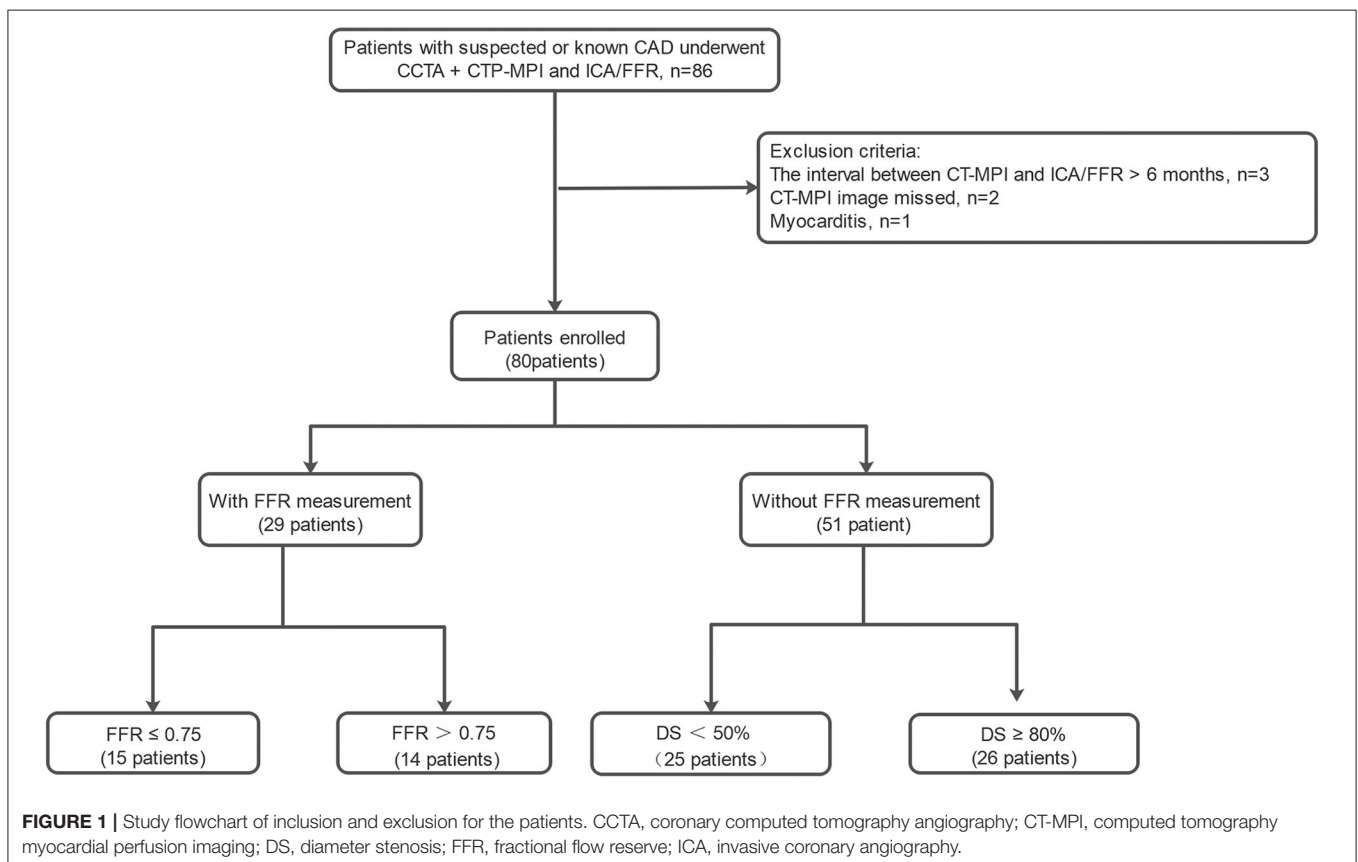 Patients with suspected or known CAD underwent
CCTA + CTP-MPI and ICA/FFR, n=86
Exclusion criteria:
The interval between CT-MPI and ICA/FFR > 6 months, n=3
CT-MPI image missed, n=2
Myocarditis, n=1
Patients enrolled
(80patients)
With FFR measurement
(29 patients)
Without FFR measurement
(51 patient)
FFR ≤ 0.75
(15 patients)
FFR ＞ 0.75
(14 patients)
DS ＜ 50%
（25 patients）
DS ≥ 80%
(26 patients)
FIGURE 1 | Study flowchart of inclusion and exclusion for the patients. CCTA, coronary computed tomography angiography; CT-MPI, computed tomography
myocardial perfusion imaging; DS, diameter stenosis; FFR, fractional flow reserve; ICA, invasive coronary angiography.